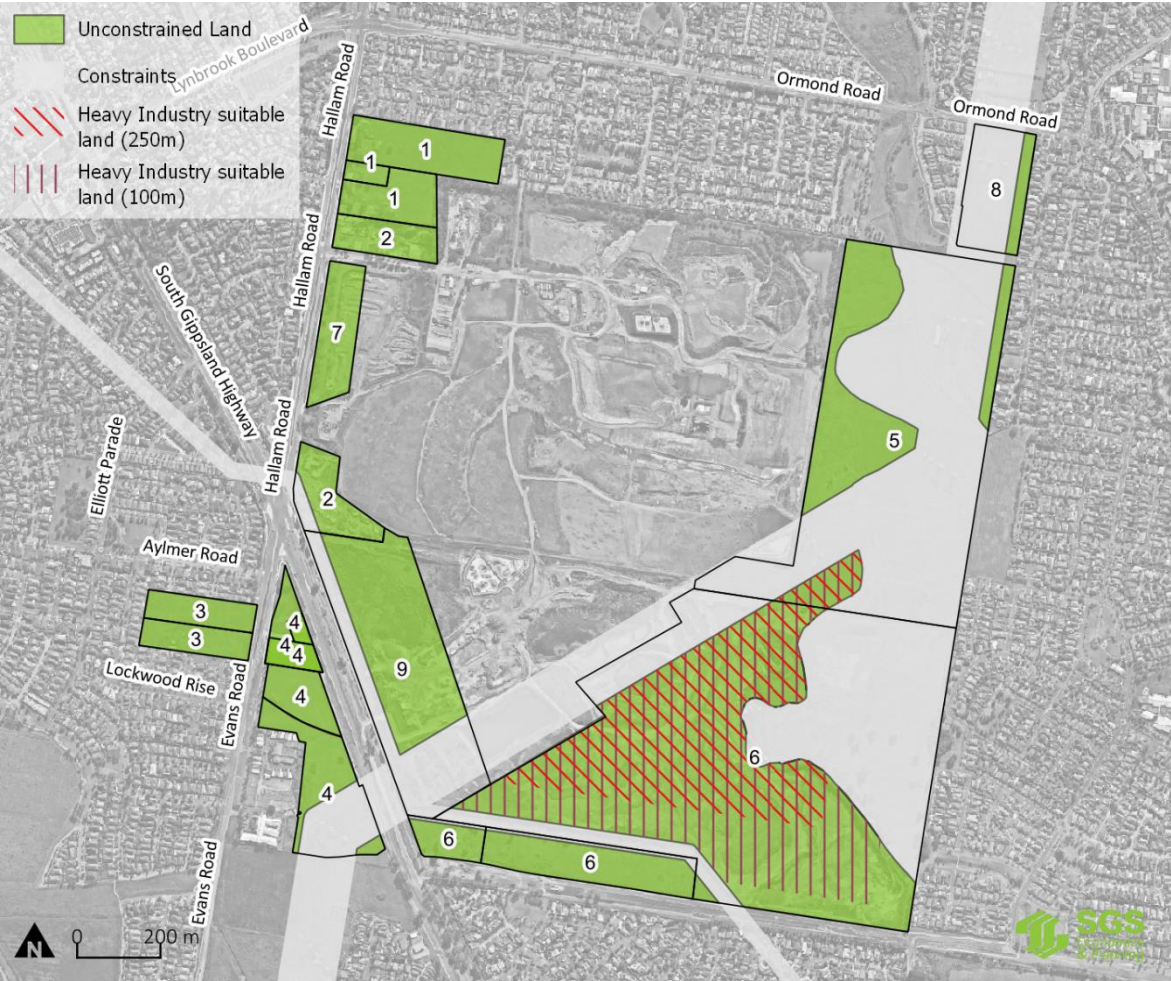 Unconstrained Land
Constraints
Heavy Industry suitable
land (250m)
Heavy Industry suitable
land (100m)
Lynbrook Boulevard
Hallam Road
Ormond Road
Ormond Road
1
1
1
2
8
Hallam Road
South Gippsland Highway
7
Hallam Road
Elliott Parade
5
2
Aylmer Road
3
3
4
4
4
Lockwood Rise
Evans Road
4
9
6
4
6
6
Evans Road
N
0
200 m
SGS
Economics
& Planning